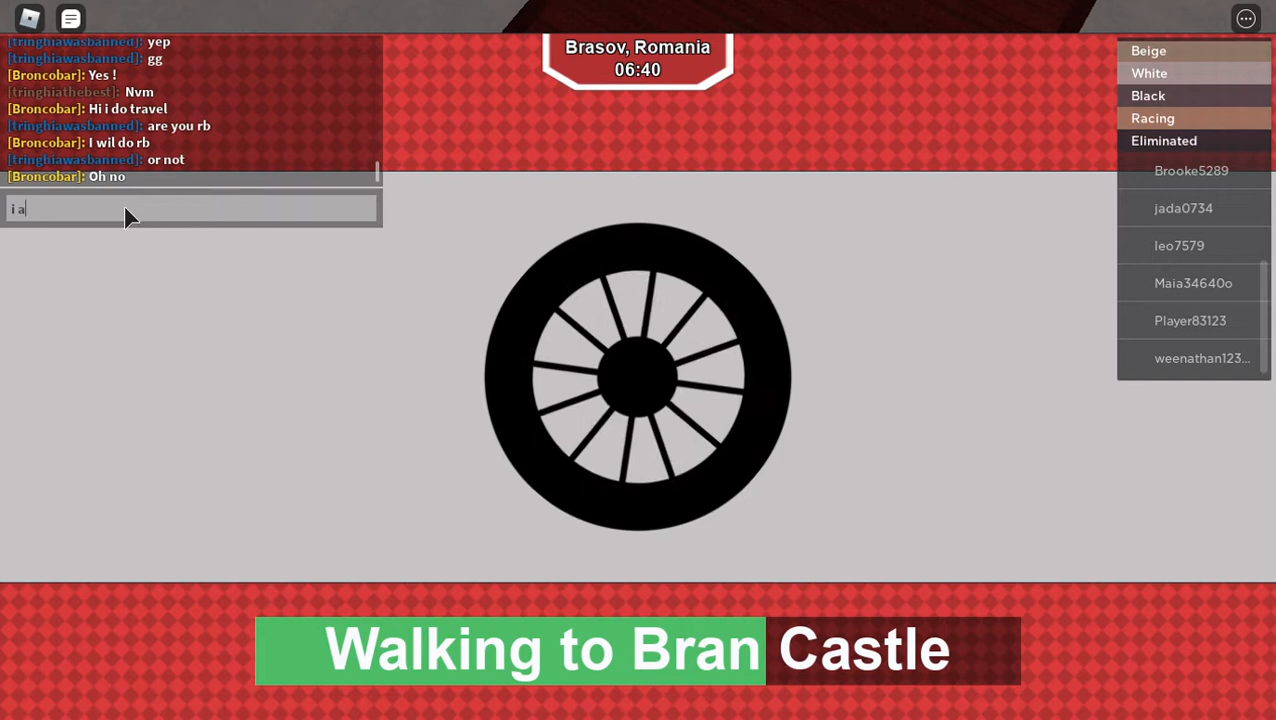 [tringhiawasbanned]: yep
[tringhiawasbanned]: gg
[Broncobar]: Yes !
[tringhiathebest]: Nvm
[Broncobar]: Hi i do travel
[tringhiawasbanned]: are you rb
[Broncobar]: I wil do rb
[tringhiawasbanned]: or not
[Broncobar]: Oh no
i a
Brasov, Romania
06:40
Beige
White
Black
Racing
Eliminated
Brooke5289
jada0734
leo7579
Maia34640o
Player83123
weenathan123...
Walking to Bran Castle